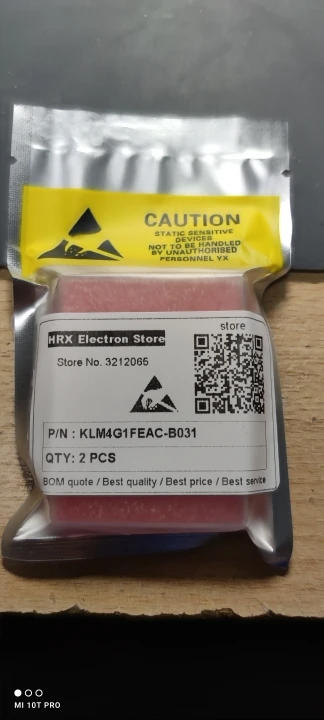 CAUTION
STATIC SENSITIVE
DEVICES
NOT TO BE HANDLED
BY UNAUTHORISED
PERSONNEL YX
store
HRX Electron Store
Store No. 3212065
P/N : KLM4G1FEAC-B031
QTY: 2 PCS
BOM quote / Best quality / Best price / Best service
MI 10T PRO